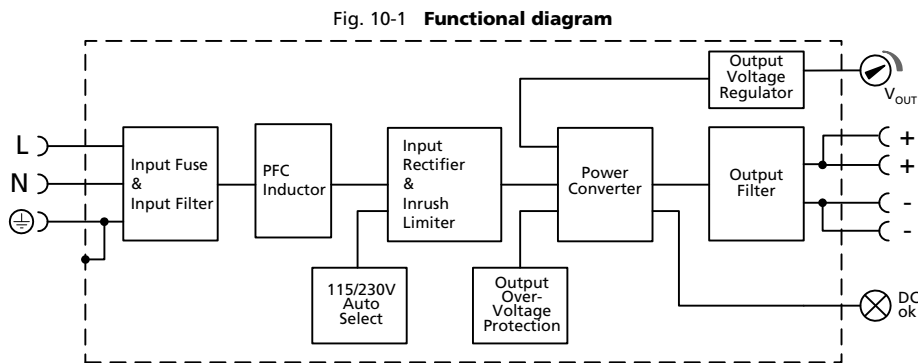 Fig. 10-1 Functional diagram
Output
Voltage
Regulator
V OUT
L
N
Input Fuse
&
Input Filter
PFC
Inductor
Input
Rectifier
&
Inrush
Limiter
Power
Converter
Output
Filter
+
+
-
-
115/230V
Auto
Select
Output
Over-
Voltage
Protection
DC
ok